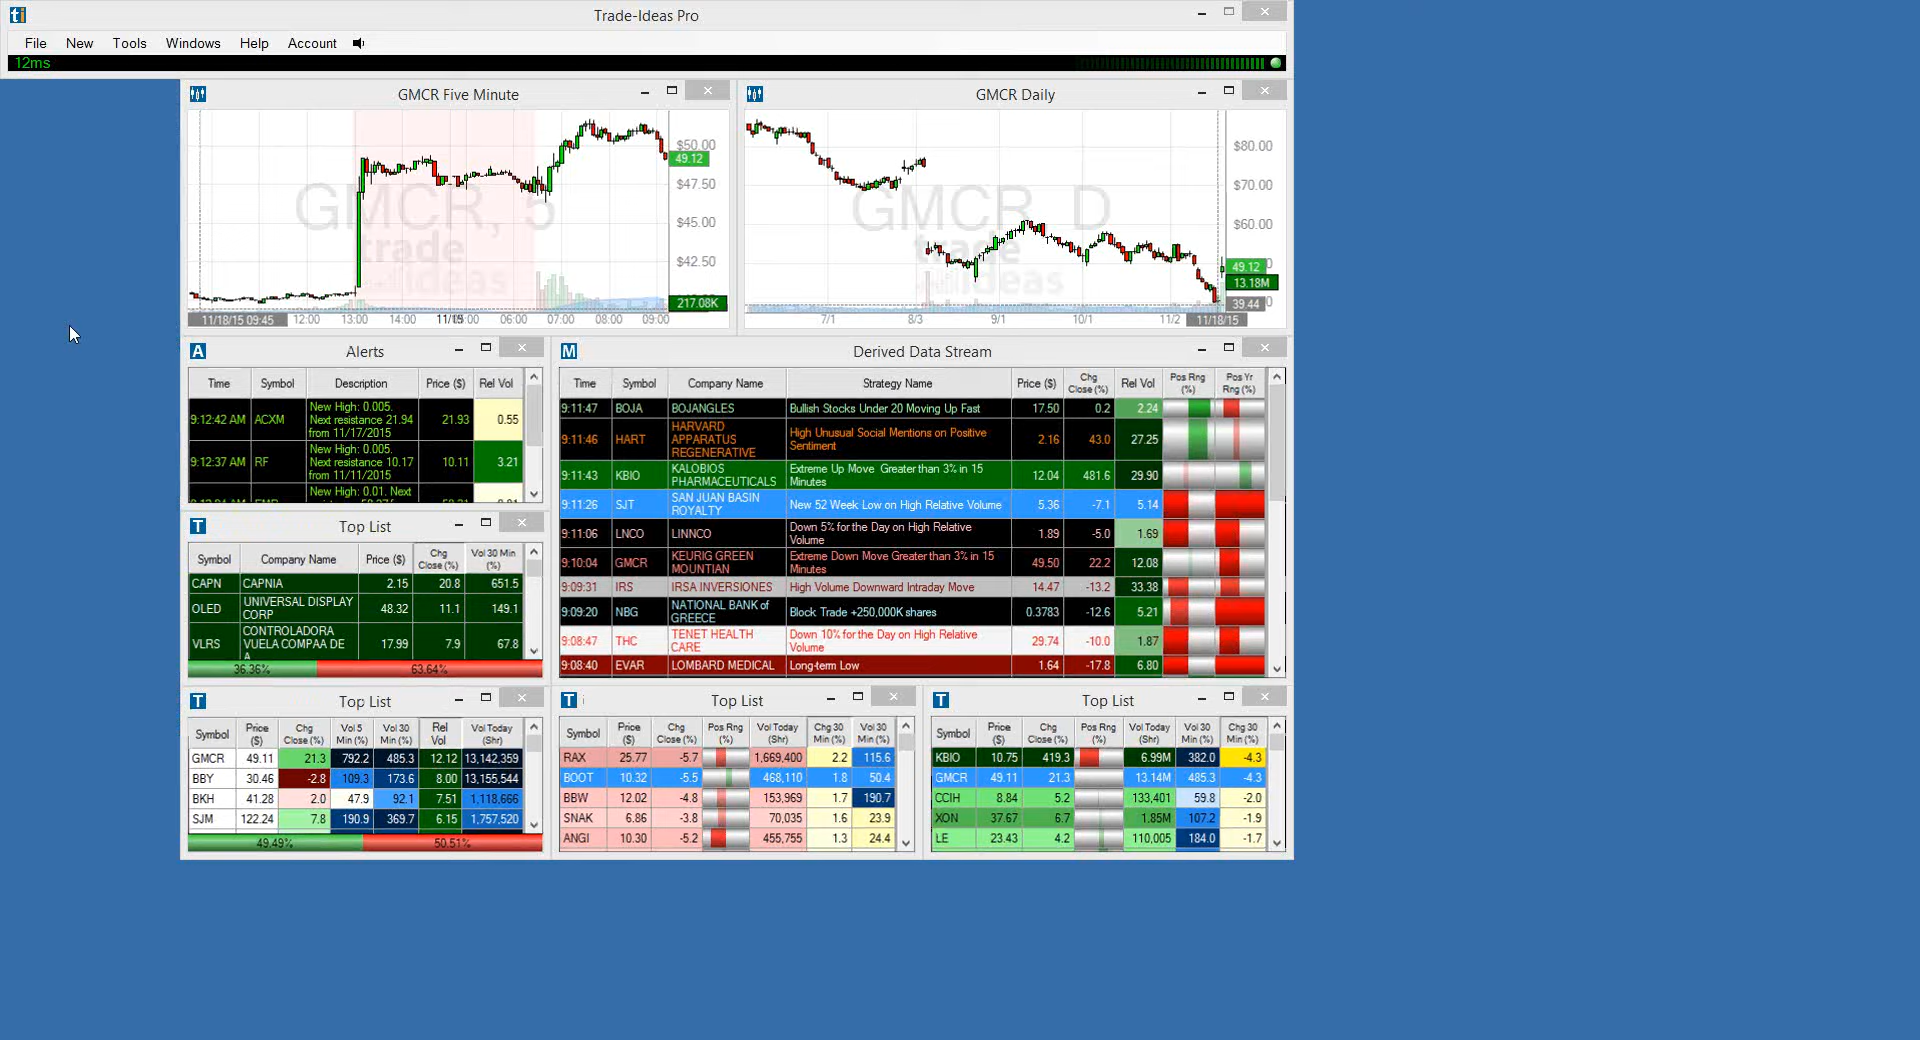 Trade-Ideas Pro
File New Tools Windows Help Account
12ms
GMCR Five Minute
GMCR, 5
trade
ideas
$50.00
49.12
$47.50
$45.00
$42.50
217.08K
11/18/15 09:45 12:00 13:00 14:00 11/19 06:00 07:00 08:00 09:00
GMCR Daily
GMCR, D
trade
ideas
$80.00
$70.00
$60.00
49.12
13.18M
39.44
7/1 8/3 9/1 10/1 11/2 11/18/15
A Alerts
Time Symbol Description Price ($) Rel Vol
9:12:42 AM ACXM New High: 0.005. Next resistance 21.94 from 11/17/2015 21.93 0.55
9:12:37 AM RF New High: 0.005. Next resistance 10.17 from 11/11/2015 10.11 3.21
New High: 0.01. Next
M Derived Data Stream
Time Symbol Company Name Strategy Name Price ($) Chg Close (%) Rel Vol Pos Rng (%) Pos Yr Rng (%)
9:11:47 BOJA BOJANGLES Bullish Stocks Under 20 Moving Up Fast 17.50 0.2 2.24
9:11:46 HART HARVARD APPARATUS REGENERATIVE High Unusual Social Mentions on Positive Sentiment 2.16 43.0 27.25
9:11:43 KBIO KALOBIOS PHARMACEUTICALS Extreme Up Move Greater than 3% in 15 Minutes 12.04 481.6 29.90
9:11:26 SJT SAN JUAN BASIN ROYALTY New 52 Week Low on High Relative Volume 5.36 -7.1 5.14
9:11:06 LNCO LINNCO Down 5% for the Day on High Relative Volume 1.89 -5.0 1.69
9:10:04 GMCR KEURIG GREEN MOUNTIAN Extreme Down Move Greater than 3% in 15 Minutes 49.50 22.2 12.08
9:09:31 IRS IRSA INVERSIONES High Volume Downward Intraday Move 14.47 -13.2 33.38
9:09:20 NBG NATIONAL BANK of GREECE Block Trade +250,000K shares 0.3783 -12.6 5.21
9:08:47 THC TENET HEALTH CARE Down 10% for the Day on High Relative Volume 29.74 -10.0 1.87
9:08:40 EVAR LOMBARD MEDICAL Long-term Low 1.64 -17.8 6.80
T Top List
Symbol Company Name Price ($) Chg Close (%) Vol 30 Min (%)
CAPN CAPNIA 2.15 20.8 651.5
OLED UNIVERSAL DISPLAY CORP 48.32 11.1 149.1
VLRS CONTROLADORA VUELA COMPAA DE A 17.99 7.9 67.8
36.36% 63.64%
T Top List
Symbol Price ($) Chg Close (%) Vol 5 Min (%) Vol 30 Min (%) Rel Vol Vol Today (Shr)
GMCR 49.11 21.3 792.2 485.3 12.12 13,142,359
BBY 30.46 -2.8 109.3 173.6 8.00 13,155,544
BKH 41.28 2.0 47.9 92.1 7.51 1,118,666
SJM 122.24 7.8 190.9 369.7 6.15 1,757,520
49.49% 50.51%
T Top List
Symbol Price ($) Chg Close (%) Pos Rng (%) Vol Today (Shr) Chg 30 Min (%) Vol 30 Min (%)
RAX 25.77 -5.7 1,669,400 2.2 115.6
BOOT 10.32 -5.5 468,110 1.8 50.4
BBW 12.02 -4.8 153,969 1.7 190.7
SNAK 6.86 -3.8 70,035 1.6 23.9
ANGI 10.30 -5.2 455,755 1.3 24.4
T Top List
Symbol Price ($) Chg Close (%) Pos Rng (%) Vol Today (Shr) Vol 30 Min (%) Chg 30 Min (%)
KBIO 10.75 419.3 6.99M 382.0 -4.3
GMCR 49.11 21.3 13.14M 485.3 -4.3
CCIH 8.84 5.2 133,401 59.8 -2.0
XON 37.67 6.7 1.85M 107.2 -1.9
LE 23.43 4.2 110,005 184.0 -1.7